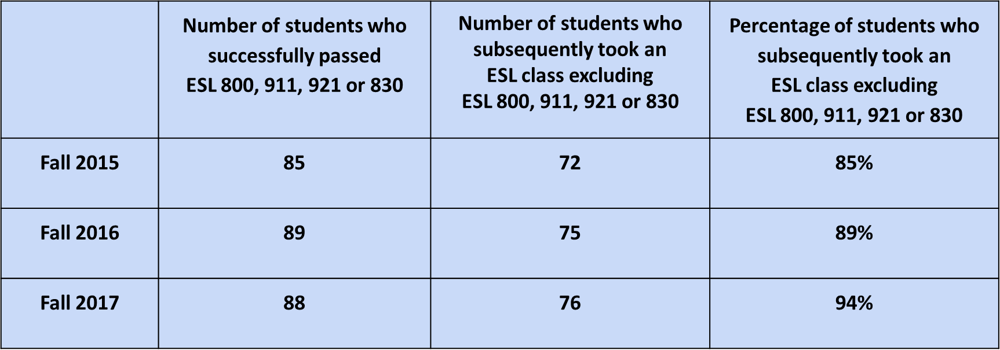 Number of students who
successfully passed
ESL 800, 911, 921 or 830
Number of students who
subsequently took an
ESL class excluding
ESL 800, 911, 921 or 830
Percentage of students who
subsequently took an
ESL class excluding
ESL 800, 911, 921 or 830
Fall 2015 85 72 85%
Fall 2016 89 75 89%
Fall 2017 88 76 94%